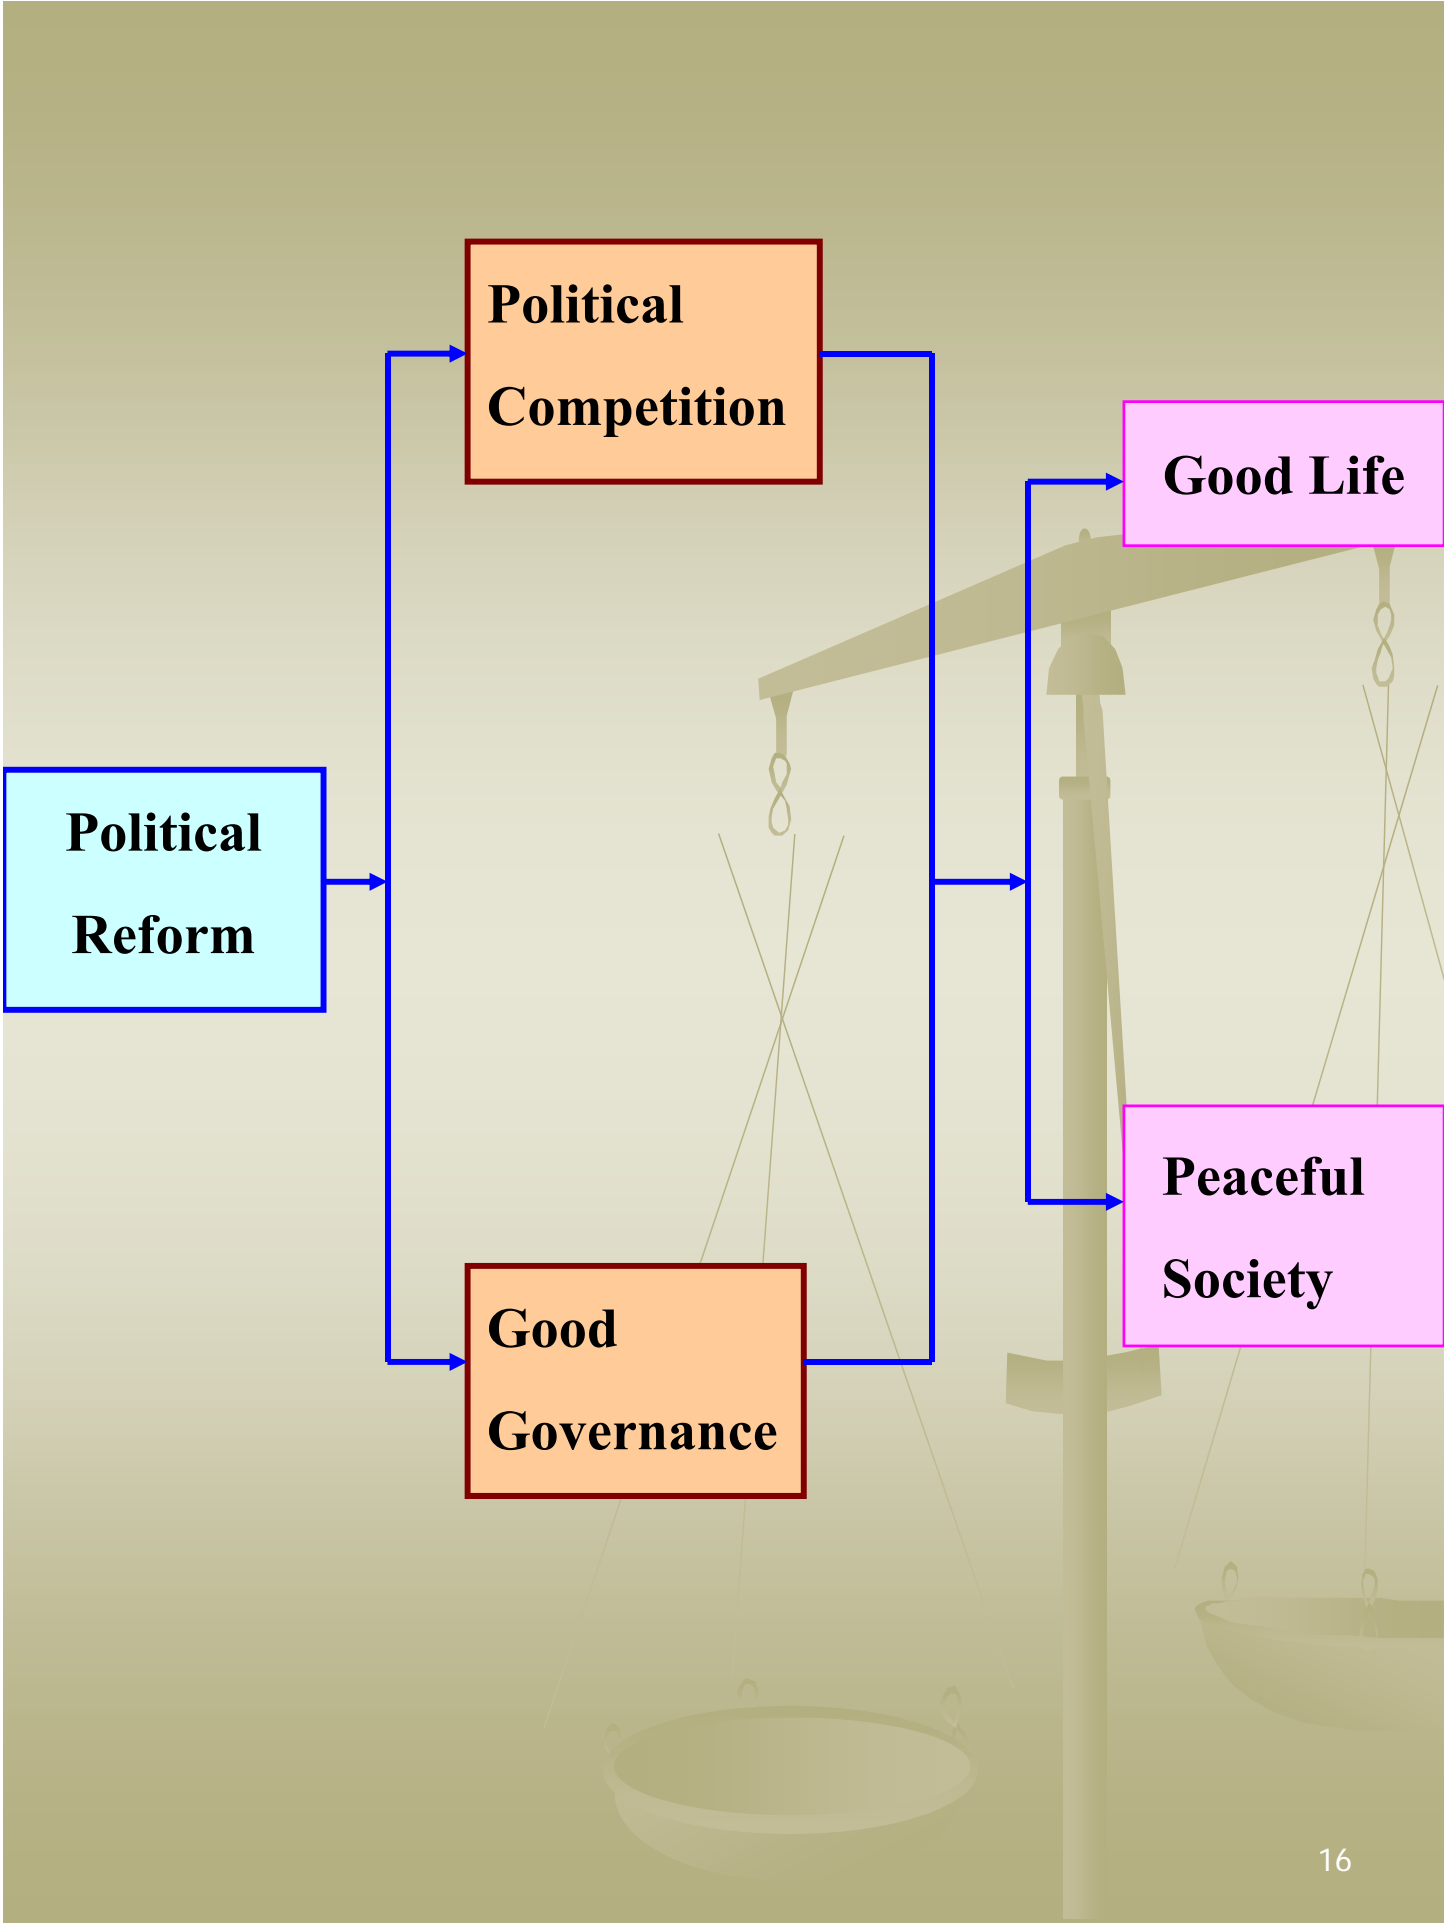 Political
Competition
Good Life
Political
Reform
Peaceful
Society
Good
Governance
16